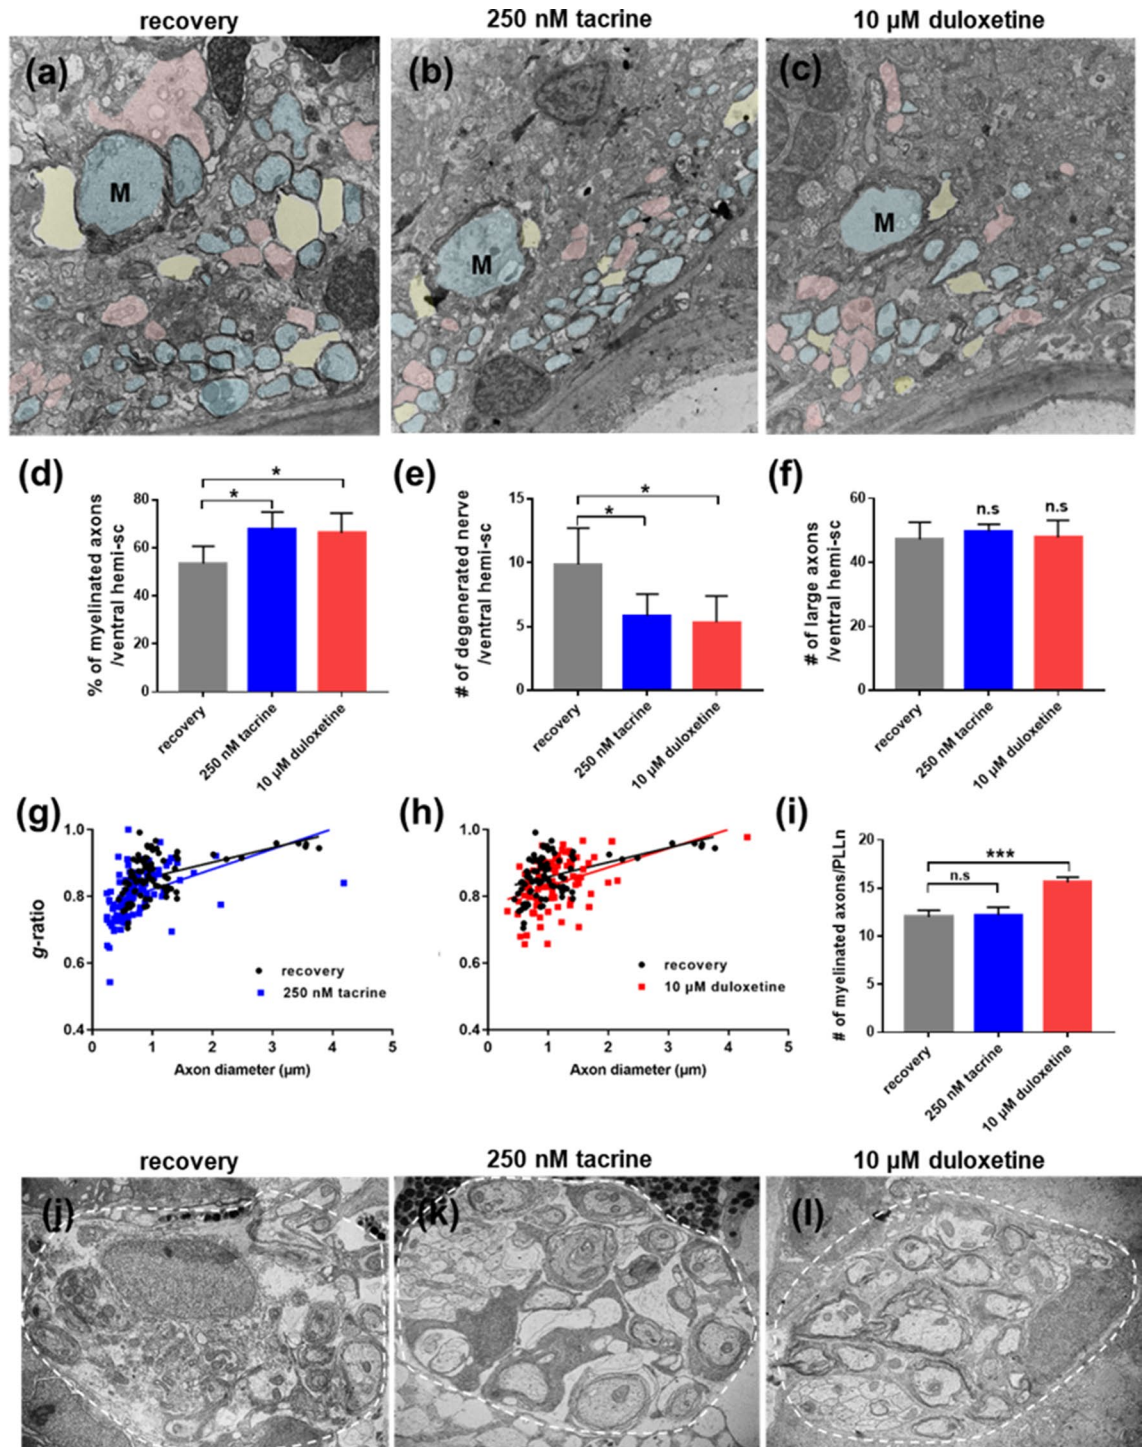 recovery 250 nM tacrine 10 µM duloxetine
(a) (b) (c)
M M M
(d) (e) (f)
% of myelinated axons
/ventral hemi-sc
80
60
40
20
0
*
*
recovery
250 nM tacrine
10 µM duloxetine
# of degenerated nerve
/ventral hemi-sc
15
10
5
0
*
*
recovery
250 nM tacrine
10 µM duloxetine
# of large axons
/ventral hemi-sc
60
40
20
0
n.s n.s
recovery
250 nM tacrine
10 µM duloxetine
(g) (h) (i)
g-ratio
1.0
0.8
0.6
0.4
recovery
250 nM tacrine
0 1 2 3 4 5
Axon diameter (µm)
1.0
0.8
0.6
0.4
recovery
10 µM duloxetine
0 1 2 3 4 5
Axon diameter (µm)
# of myelinated axons/PLLn
20
15
10
5
0
***
n.s
recovery
250 nM tacrine
10 µM duloxetine
recovery 250 nM tacrine 10 µM duloxetine
(j) (k) (l)